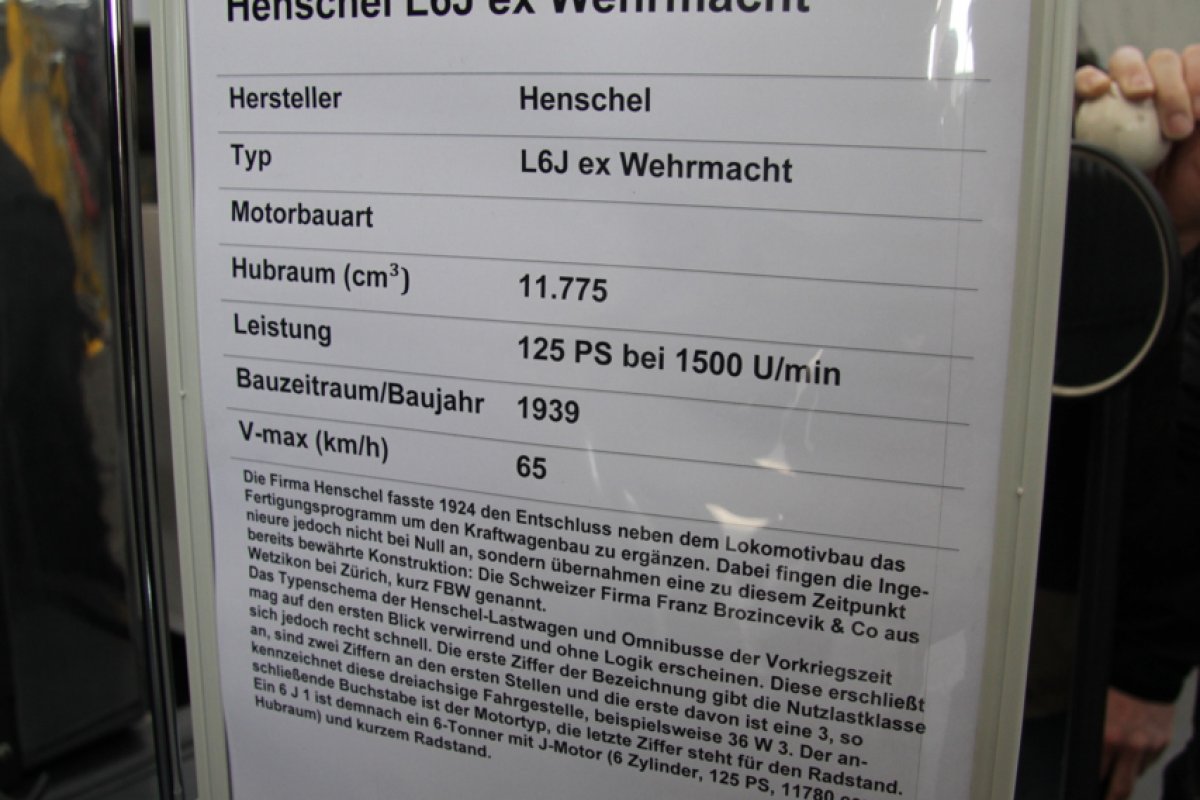 Henschel L6J ex Wehrmacht
Hersteller Henschel
Typ L6J ex Wehrmacht
Motorbauart
Hubraum (cm³) 11.775
Leistung 125 PS bei 1500 U/min
Bauzeitraum/Baujahr 1939
V-max (km/h) 65
Die Firma Henschel fasste 1924 den Entschluss neben dem Lokomotivbau das
Fertigungsprogramm um den Kraftwagenbau zu ergänzen. Dabei fingen die Inge-
nieure jedoch nicht bei Null an, sondern übernahmen eine zu diesem Zeitpunkt
bereits bewährte Konstruktion: Die Schweizer Firma Franz Brozincevik & Co aus
Wetzikon bei Zürich, kurz FBW genannt.
Das Typenschema der Henschel-Lastwagen und Omnibusse der Vorkriegszeit
mag auf den ersten Blick verwirrend und ohne Logik erscheinen. Diese erschließt
sich jedoch recht schnell. Die erste Ziffer der Bezeichnung gibt die Nutzlastklasse
an, sind zwei Ziffern an den ersten Stellen und die erste davon ist eine 3, so
kennzeichnet diese dreiachsige Fahrgestelle, beispielsweise 36 W 3. Der an-
schließende Buchstabe ist der Motortyp, die letzte Ziffer steht für den Radstand.
Ein 6 J 1 ist demnach ein 6-Tonner mit J-Motor (6 Zylinder, 125 PS, 11780
Hubraum) und kurzem Radstand.